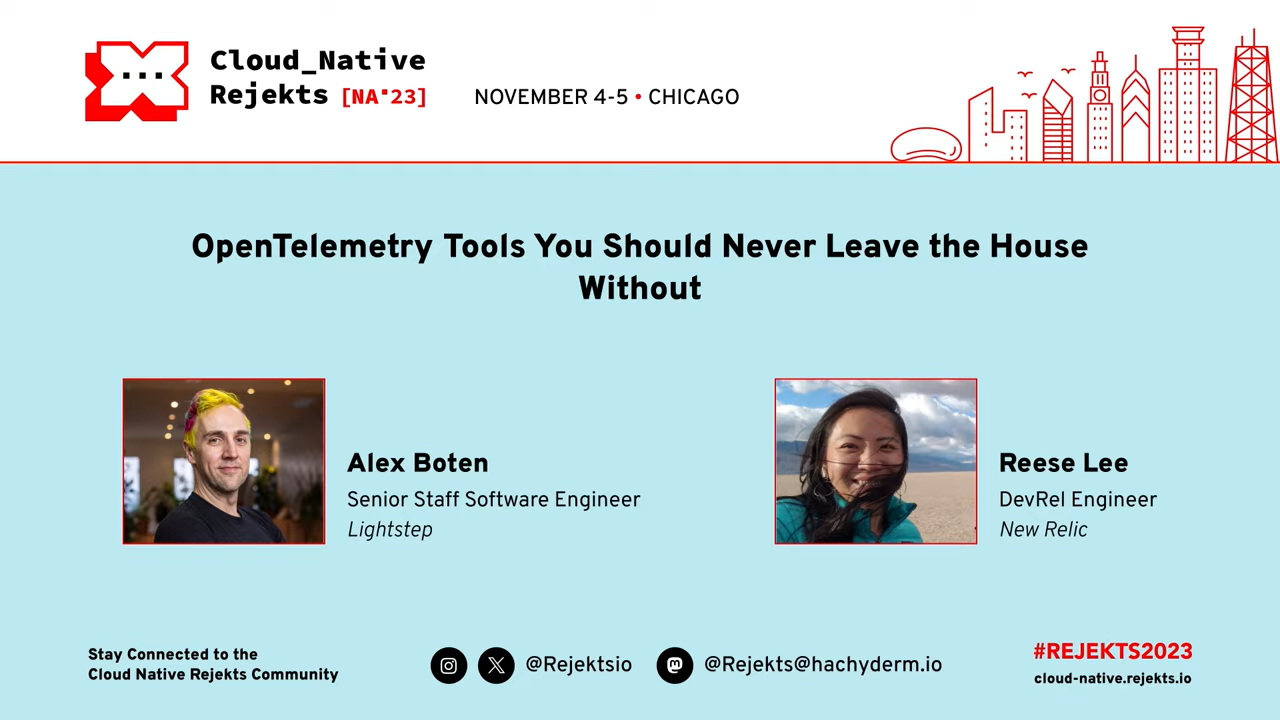 Cloud_Native
Rejekts [NA'23]
NOVEMBER 4-5 • CHICAGO
OpenTelemetry Tools You Should Never Leave the House
Without
Alex Boten
Senior Staff Software Engineer
Lightstep
Reese Lee
DevRel Engineer
New Relic
Stay Connected to the
Cloud Native Rejekts Community
@Rejektsio
@Rejekts@hachyderm.io
#REJEKTS2023
cloud-native.rejekts.io